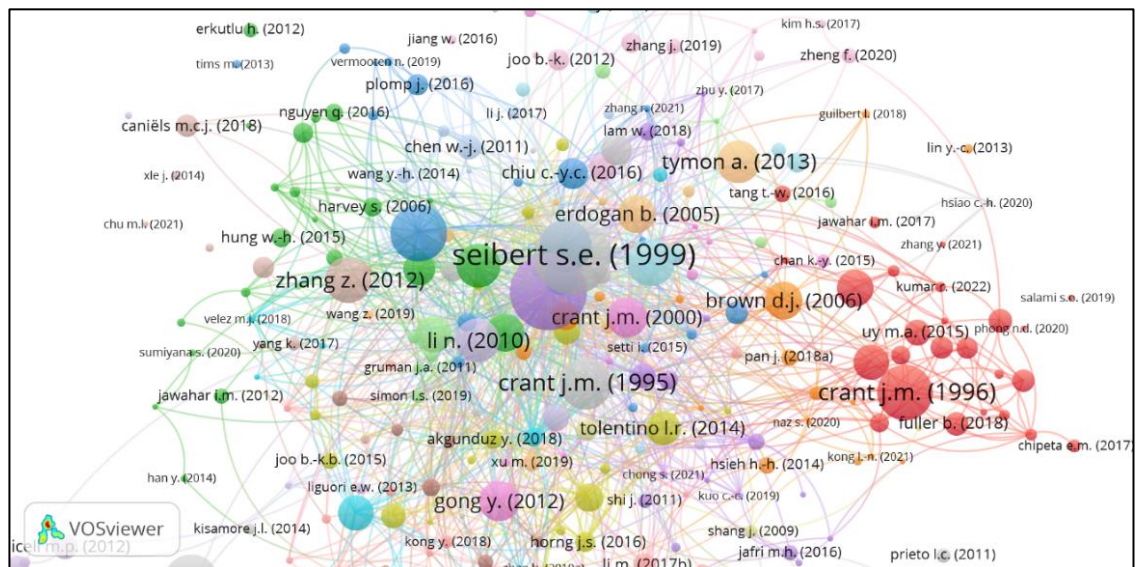 erkutlu h. (2012)
kim h.s. (2017)
jiang w. (2016)
zhang j. (2019)
vermooten n. (2019)
joo b.-k. (2012)
zheng f. (2020)
tims m. (2013)
plomp j. (2016)
zhu y. (2017)
nguyen q. (2016)
li j. (2017)
zhang r. (2021)
guilbert l. (2018)
caniëls m.c.j. (2018)
lam w. (2018)
chen w.-j. (2011)
lin y.-c. (2013)
tymon a. (2013)
xie j. (2014)
wang y.-h. (2014)
chiu c.-y.c. (2016)
tang t.-w. (2016)
harvey s. (2006)
erdogan b. (2005)
hsiao c.-h. (2020)
chu m.l. (2021)
jawahar i.m. (2017)
hung w.-h. (2015)
zhang y. (2021)
seibert s.e. (1999)
chan k.-y. (2015)
zhang z. (2012)
kumar r. (2022)
salami s.o. (2019)
brown d.j. (2006)
velez m.j. (2018)
wang z. (2019)
crant j.m. (2000)
uy m.a. (2015)
phong n.d. (2020)
yang k. (2017)
li n. (2010)
setti i. (2015)
sumiyana s. (2020)
gruman j.a. (2011)
pan j. (2018a)
crant j.m. (1995)
crant j.m. (1996)
jawahar i.m. (2012)
simon l.s. (2019)
naz s. (2020)
fuller b. (2018)
akgunduz y. (2018)
tolentino l.r. (2014)
chipeta e.m. (2017)
joo b.-k.b. (2015)
xu m. (2019)
hsieh h.-h. (2014)
kong l.-n. (2021)
han y. (2014)
chong s. (2021)
liguori e.w. (2013)
gong y. (2012)
shi j. (2011)
kuo c.-c. (2019)
VOSviewer
kisamore j.l. (2014)
shang j. (2009)
kong y. (2018)
horng j.s. (2016)
jafri m.h. (2016)
prieto l.c. (2011)
li m. (2017b)